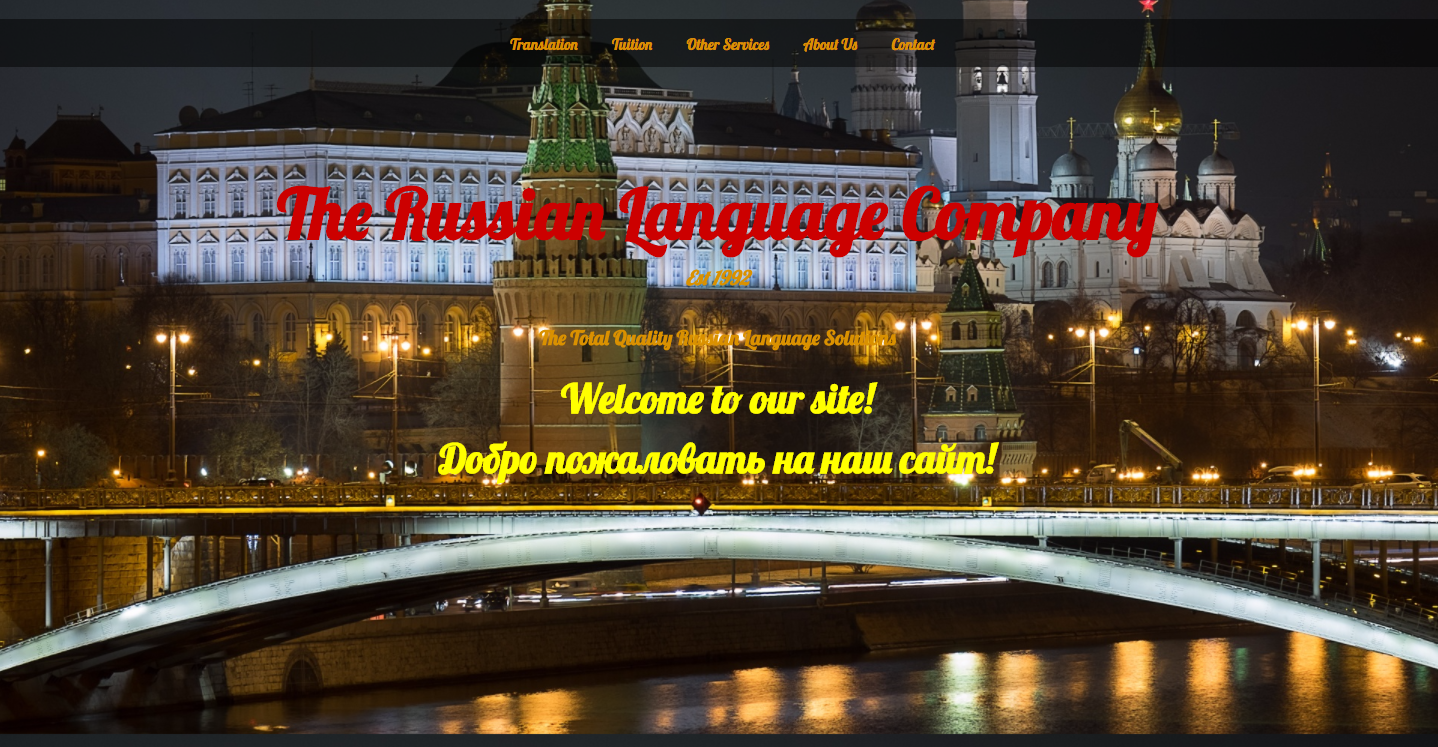 Translation Tuition Other Services About Us Contact
The Russian Language Company
Est 1992
The Total Quality Russian Language Solutions
Welcome to our site!
Добро пожаловать на наш сайт!